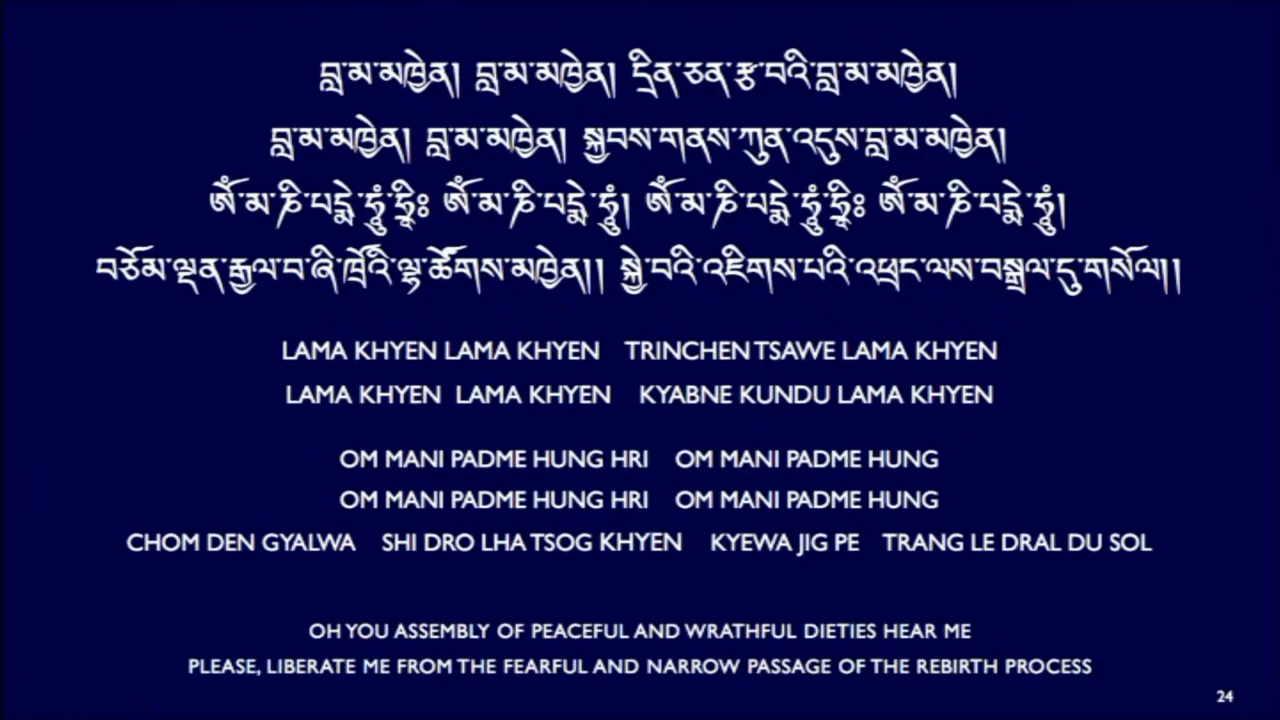 བླ་མ་མཁྱེན། བླ་མ་མཁྱེན། དྲིན་ཅན་རྩ་བའི་བླ་མ་མཁྱེན།
བླ་མ་མཁྱེན། བླ་མ་མཁྱེན། སྐྱབས་གནས་ཀུན་འདུས་བླ་མ་མཁྱེན།
ཨོཾ་མ་ཎི་པདྨེ་ཧཱུྃ་ཧྲཱིཿ ཨོཾ་མ་ཎི་པདྨེ་ཧཱུྃ། ཨོཾ་མ་ཎི་པདྨེ་ཧཱུྃ་ཧྲཱིཿ ཨོཾ་མ་ཎི་པདྨེ་ཧཱུྃ།
བཅོམ་ལྡན་རྒྱལ་བ་ཞི་ཁྲོའི་ལྷ་ཚོགས་མཁྱེན།། སྐྱེ་བའི་འཇིགས་པའི་འཕྲང་ལས་བསྒྲལ་དུ་གསོལ།།
LAMA KHYEN LAMA KHYEN TRINCHEN TSAWE LAMA KHYEN
LAMA KHYEN LAMA KHYEN KYABNE KUNDU LAMA KHYEN
OM MANI PADME HUNG HRI OM MANI PADME HUNG
OM MANI PADME HUNG HRI OM MANI PADME HUNG
CHOM DEN GYALWA SHI DRO LHA TSOG KHYEN KYEWA JIG PE TRANG LE DRAL DU SOL
OH YOU ASSEMBLY OF PEACEFUL AND WRATHFUL DIETIES HEAR ME
PLEASE, LIBERATE ME FROM THE FEARFUL AND NARROW PASSAGE OF THE REBIRTH PROCESS
24